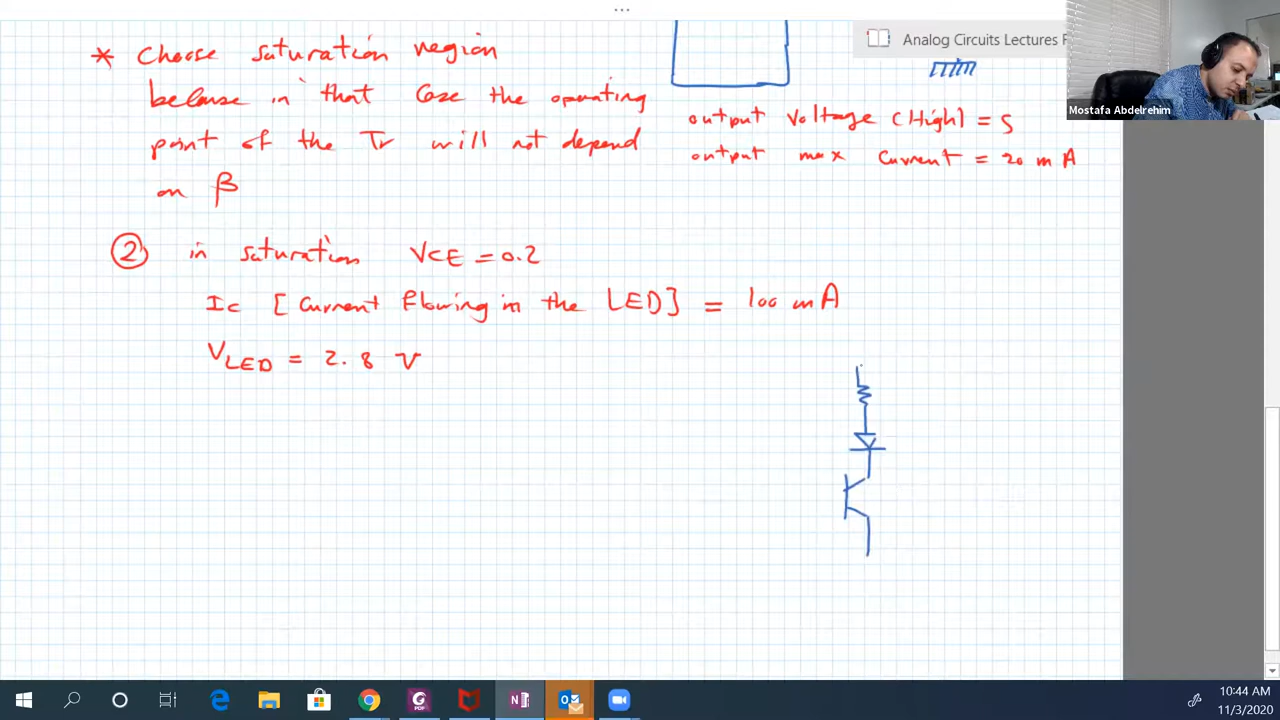 * Choose saturation region
because in that Case the operating
point of the Tr will not depend
on β
Analog Circuits Lectures F
Mostafa Abdelrehim
output voltage (High) = 5
output max Current = 20 mA
② in saturation VCE = 0.2
Ic [Current flowing in the LED] = 100 mA
VLED = 2.8 V
10:44 AM
11/3/2020